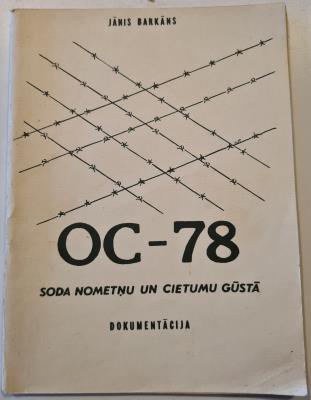 JĀNIS BARKĀNS
OC-78
SODA NOMETŅU UN CIETUMU GŪSTĀ
DOKUMENTĀCIJA